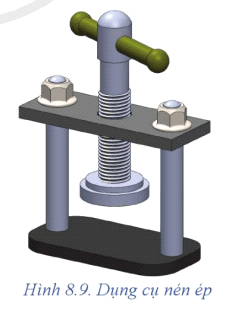 Hình 8.9. Dụng cụ nén ép